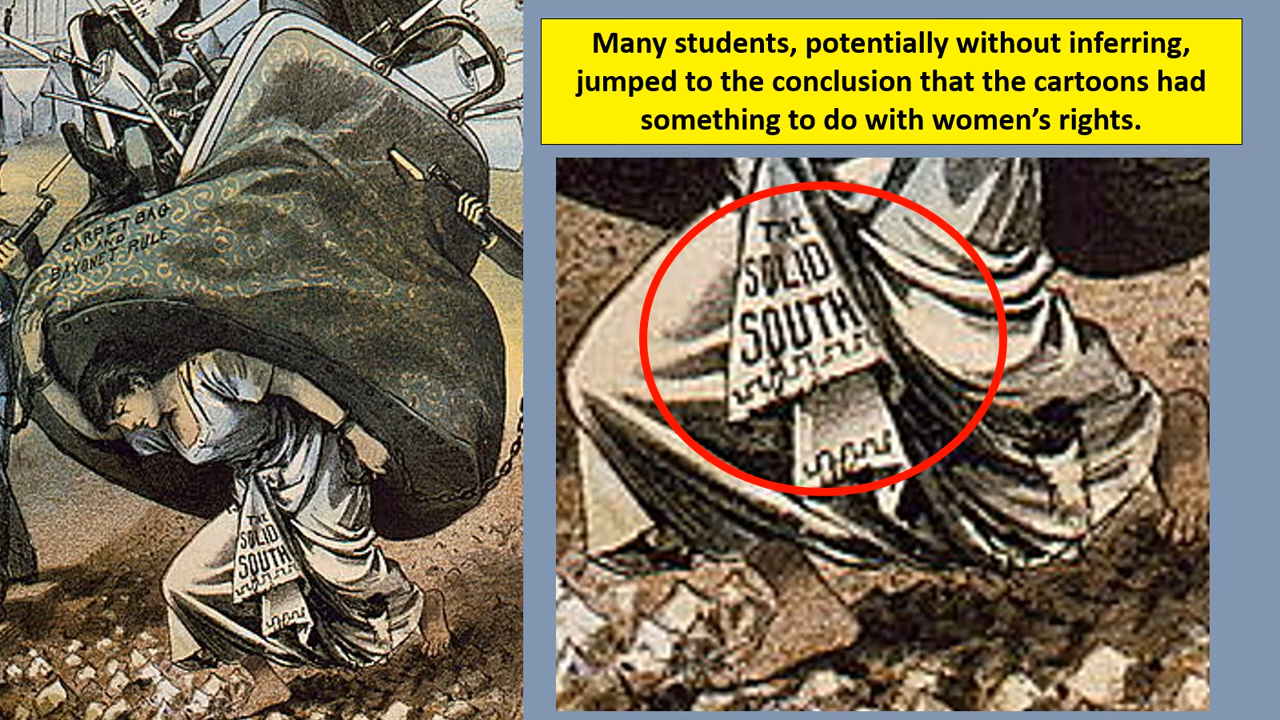 Many students, potentially without inferring,
jumped to the conclusion that the cartoons had
something to do with women’s rights.
CARPET BAG
AND
BAYONET RULE
THE
SOLID
SOUTH
THE
SOLID
SOUTH